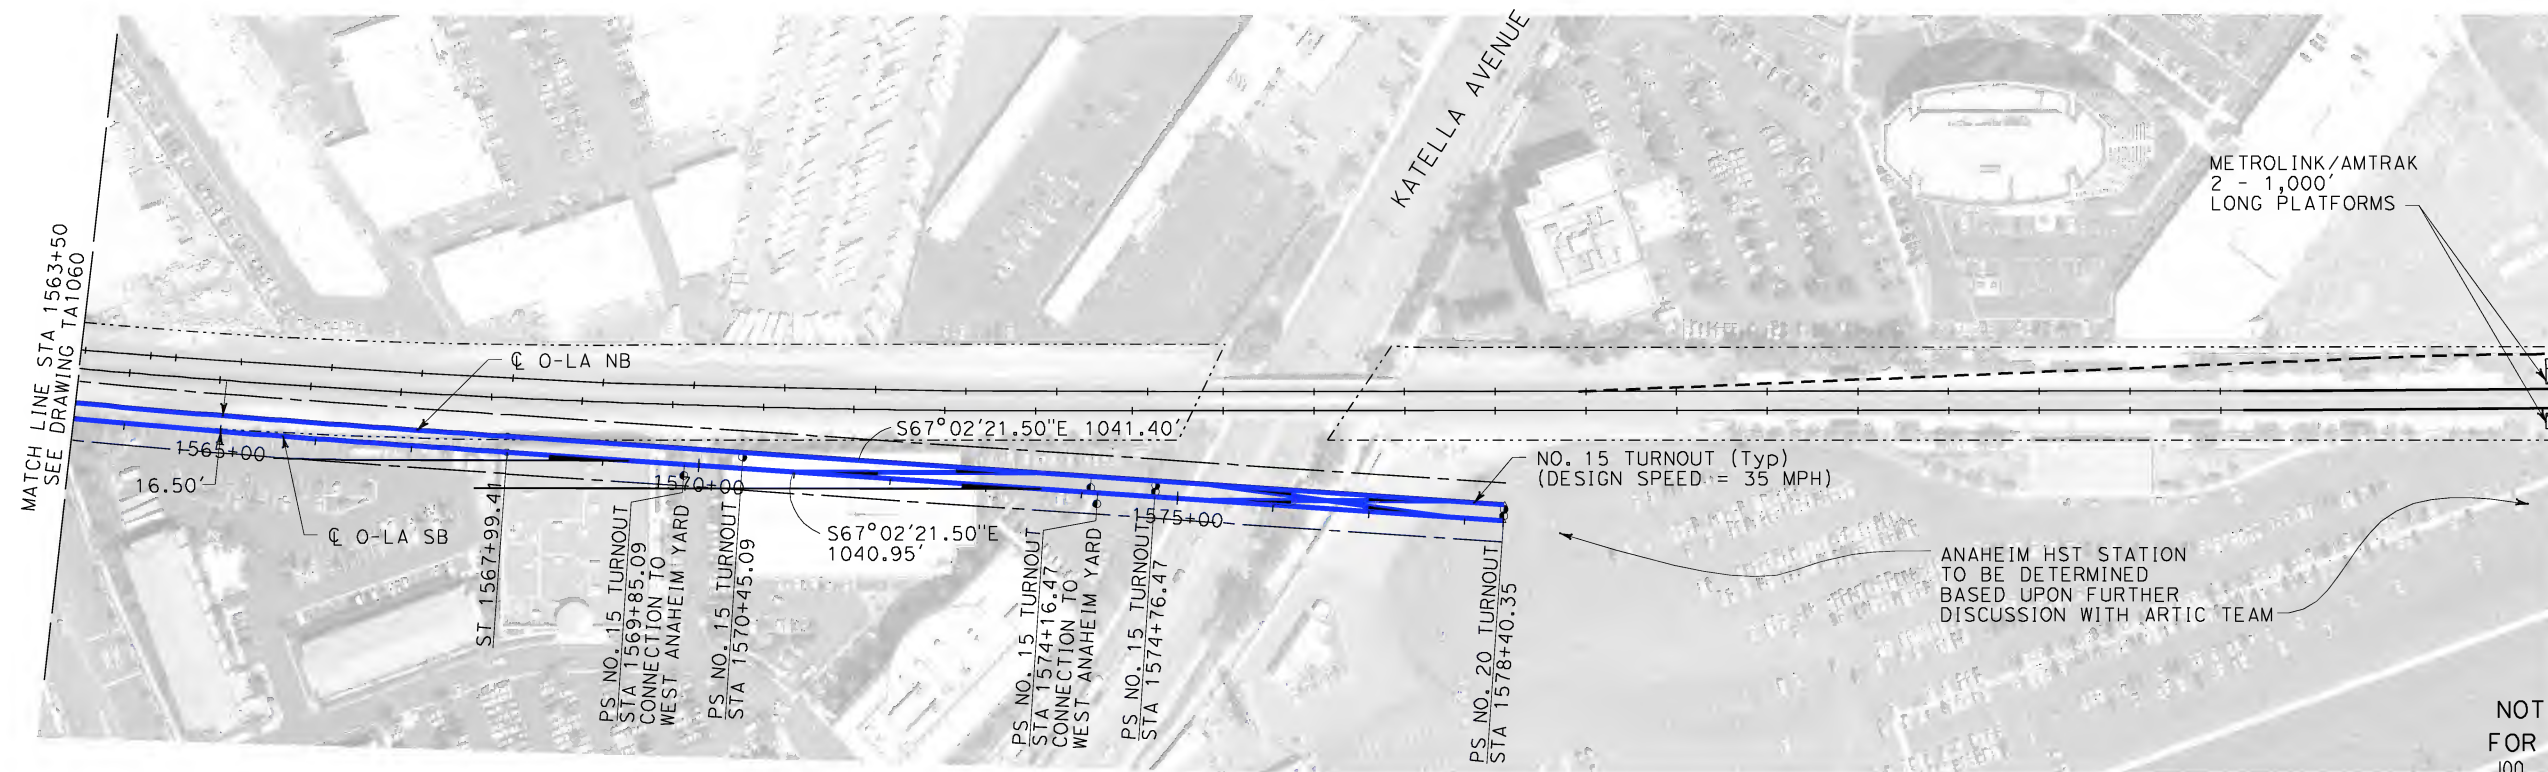 KATELLA AVENUE
METROLINK/AMTRAK
2 - 1,000'
LONG PLATFORMS
MATCH LINE STA 1563+50
SEE DRAWING TA1060
℄ O-LA NB
S67°02'21.50"E 1041.40'
1565+00
16.50'
℄ O-LA SB
1570+00
S67°02'21.50"E
1040.95'
1575+00
NO. 15 TURNOUT (Typ)
(DESIGN SPEED = 35 MPH)
ST 1567+99.41
PS NO. 15 TURNOUT
STA 1569+85.09
CONNECTION TO
WEST ANAHEIM YARD
PS NO. 15 TURNOUT
STA 1570+45.09
PS NO. 15 TURNOUT
STA 1574+16.47
CONNECTION TO
WEST ANAHEIM YARD
PS NO. 15 TURNOUT
STA 1574+76.47
PS NO. 20 TURNOUT
STA 1578+40.35
ANAHEIM HST STATION
TO BE DETERMINED
BASED UPON FURTHER
DISCUSSION WITH ARTIC TEAM
NOT
FOR